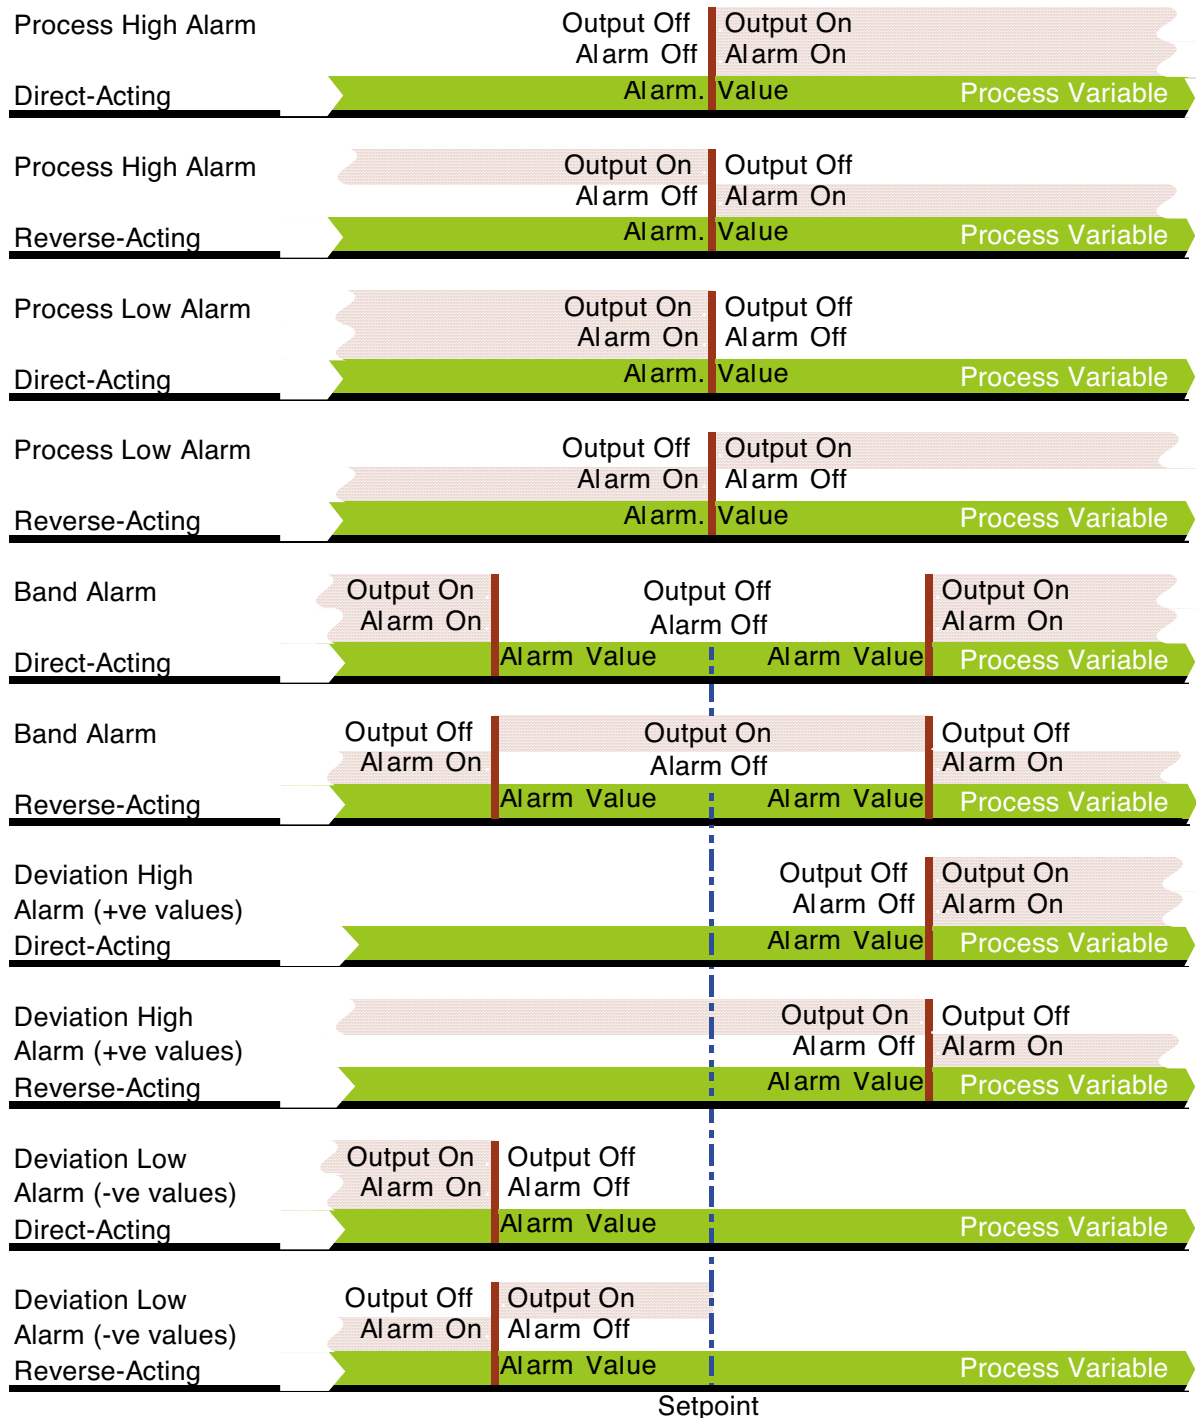 Process High Alarm Output Off Output On
Alarm Off Alarm On
Direct-Acting Alarm. Value Process Variable
Process High Alarm Output On Output Off
Alarm Off Alarm On
Reverse-Acting Alarm. Value Process Variable
Process Low Alarm Output On Output Off
Alarm On Alarm Off
Direct-Acting Alarm. Value Process Variable
Process Low Alarm Output Off Output On
Alarm On Alarm Off
Reverse-Acting Alarm. Value Process Variable
Band Alarm Output On Output Off Output On
Alarm On Alarm Off Alarm On
Direct-Acting Alarm Value Alarm Value Process Variable
Band Alarm Output Off Output On Output Off
Alarm On Alarm Off Alarm On
Reverse-Acting Alarm Value Alarm Value Process Variable
Deviation High Output Off Output On
Alarm (+ve values) Alarm Off Alarm On
Direct-Acting Alarm Value Process Variable
Deviation High Output On Output Off
Alarm (+ve values) Alarm Off Alarm On
Reverse-Acting Alarm Value Process Variable
Deviation Low Output On Output Off
Alarm (-ve values) Alarm On Alarm Off
Direct-Acting Alarm Value Process Variable
Deviation Low Output Off Output On
Alarm (-ve values) Alarm On Alarm Off
Reverse-Acting Alarm Value Process Variable
Setpoint